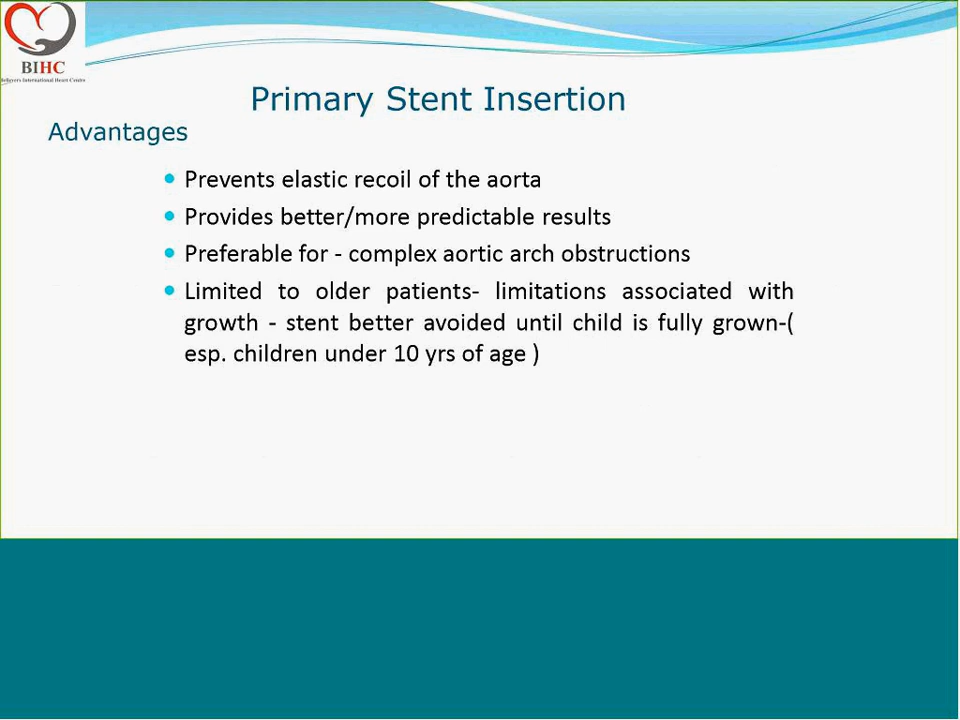 BIHC
Believers International Heart Centre
Primary Stent Insertion
Advantages
Prevents elastic recoil of the aorta
Provides better/more predictable results
Preferable for - complex aortic arch obstructions
Limited to older patients- limitations associated with
growth - stent better avoided until child is fully grown-(
esp. children under 10 yrs of age )